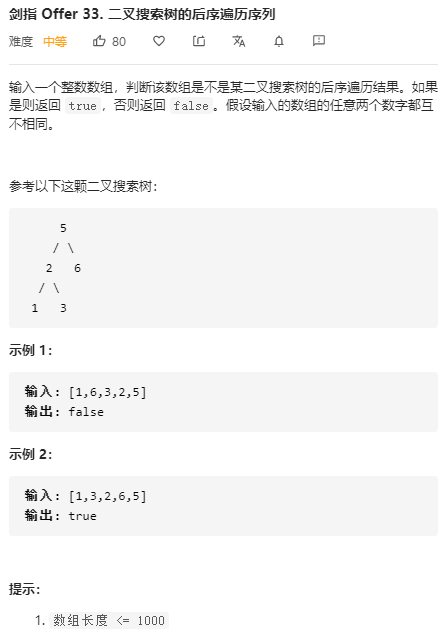 剑指 Offer 33. 二叉搜索树的后序遍历序列
难度 中等 80
输入一个整数数组，判断该数组是不是某二叉搜索树的后序遍历结果。如果
是则返回 true，否则返回 false。假设输入的数组的任意两个数字都互
不相同。
参考以下这颗二叉搜索树：
5
/ \
2 6
/ \
1 3
示例 1：
输入: [1,6,3,2,5]
输出: false
示例 2：
输入: [1,3,2,6,5]
输出: true
提示：
1. 数组长度 <= 1000